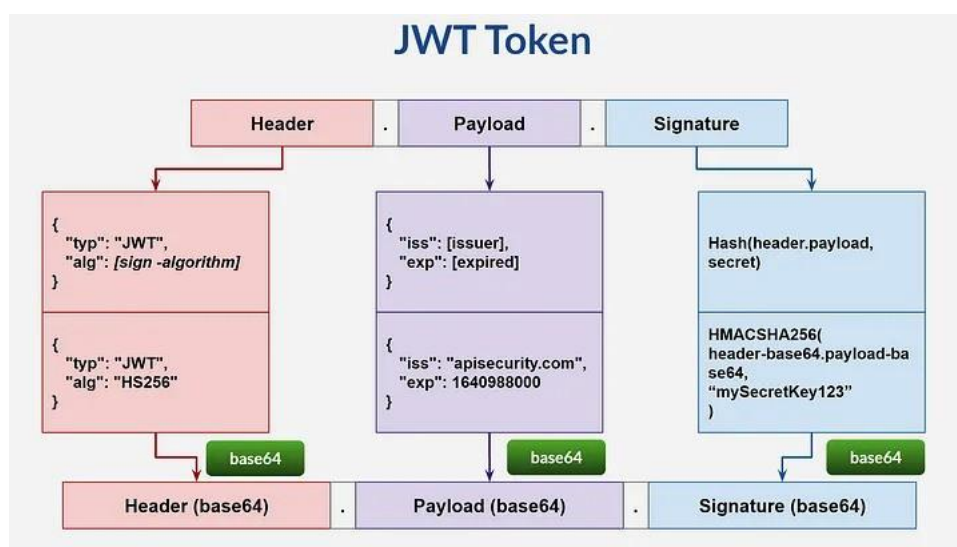 JWT Token
Header . Payload . Signature
{
"typ": "JWT",
"alg": [sign -algorithm]
}
{
"iss": [issuer],
"exp": [expired]
}
Hash(header.payload,
secret)
{
"typ": "JWT",
"alg": "HS256"
}
{
"iss": "apisecurity.com",
"exp": 1640988000
}
HMACSHA256(
header-base64.payload-ba
se64,
“mySecretKey123”
)
base64
base64
base64
Header (base64) . Payload (base64) . Signature (base64)